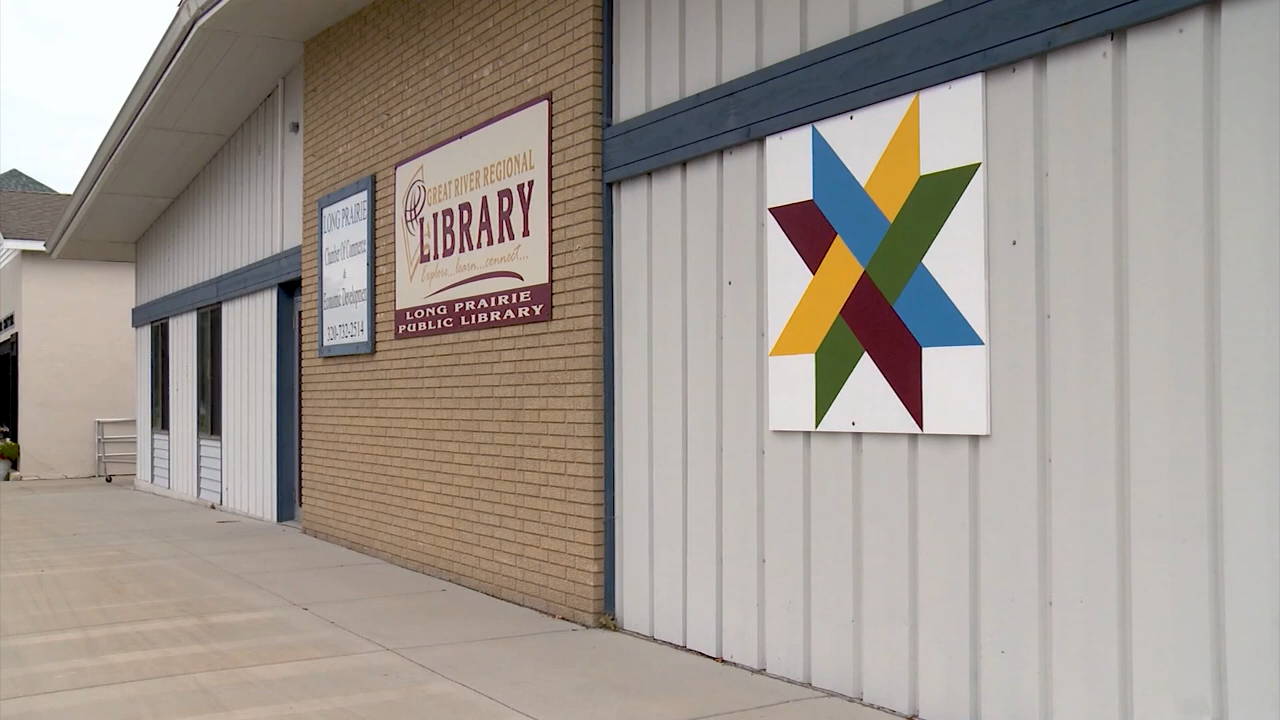 LONG PRAIRIE
Chamber Of Commerce
&
Economic Development
320-732-2514
GREAT RIVER REGIONAL
LIBRARY
Explore...learn...connect...
LONG PRAIRIE
PUBLIC LIBRARY